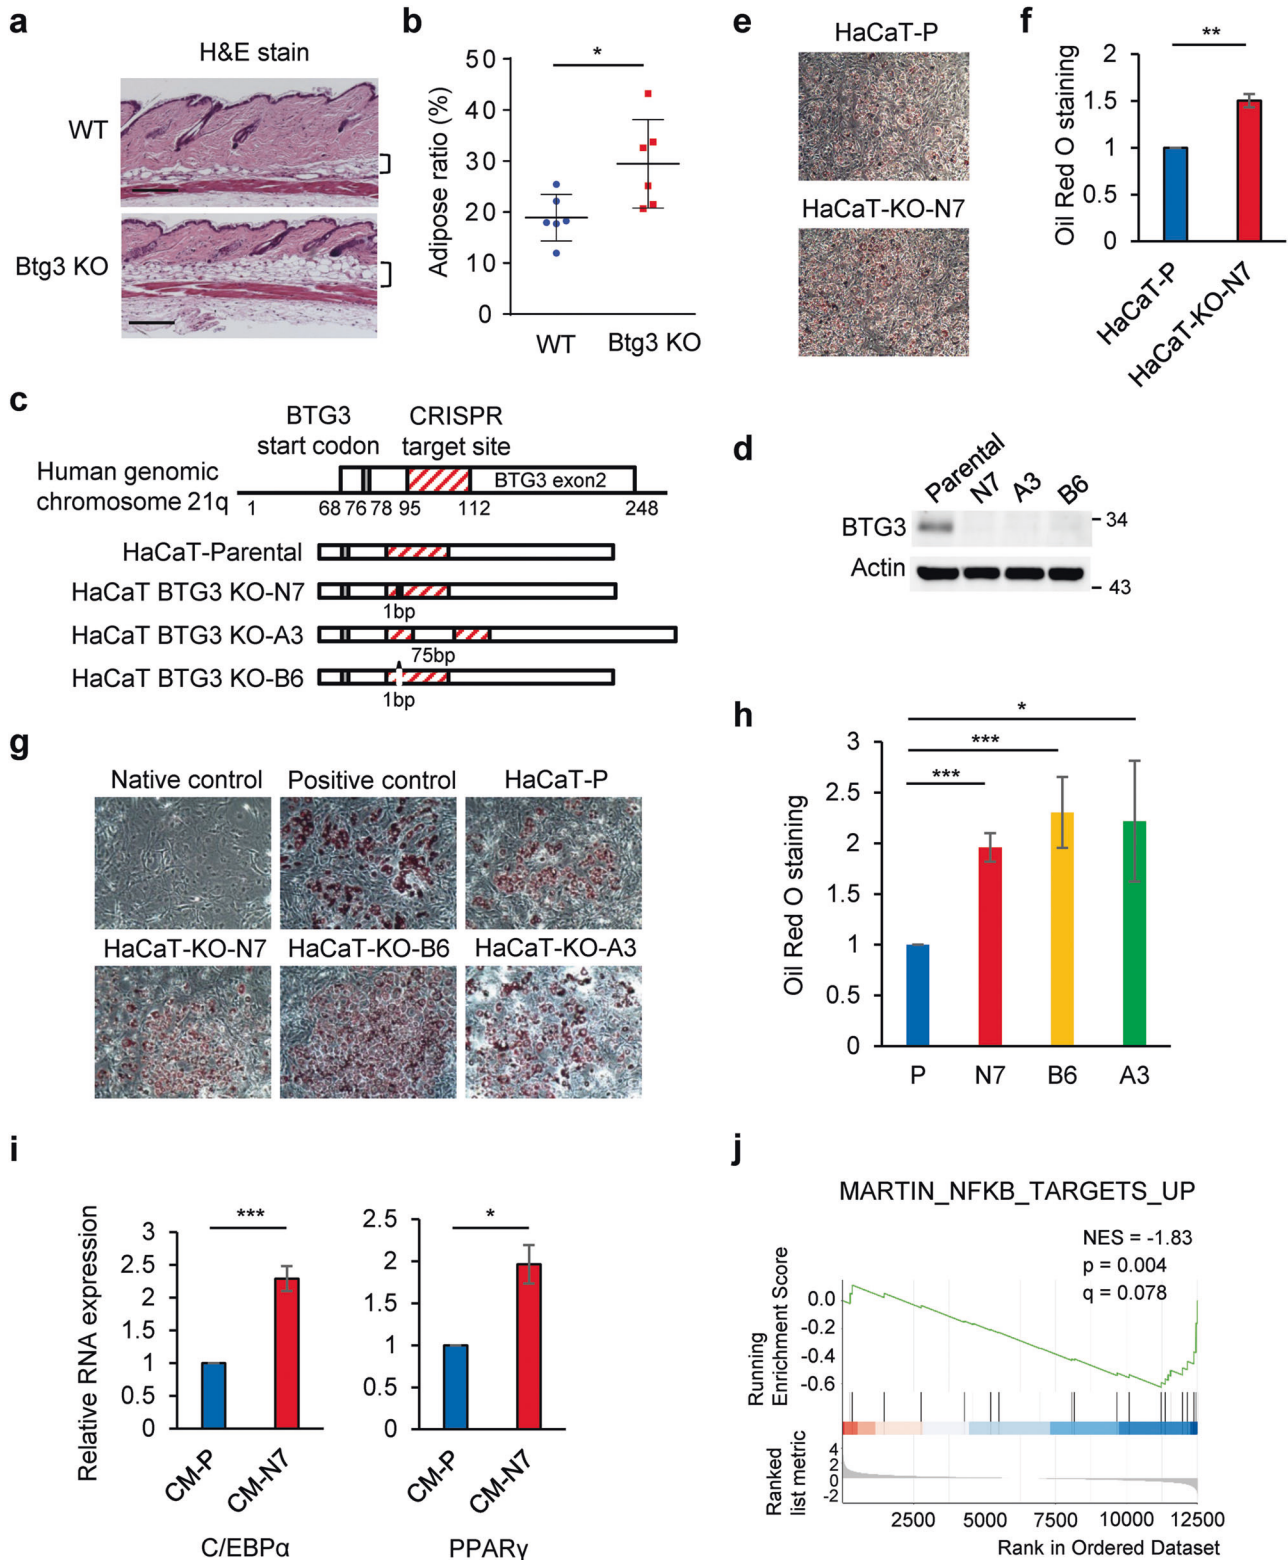 a
H&E stain
WT
Btg3 KO
b
*
Adipose ratio (%)
50
40
30
20
10
0
WT
Btg3 KO
c
BTG3
start codon
CRISPR
target site
Human genomic
chromosome 21q
BTG3 exon2
1 68 76 78 95 112 248
HaCaT-Parental
HaCaT BTG3 KO-N7
1bp
HaCaT BTG3 KO-A3
75bp
HaCaT BTG3 KO-B6
1bp
d
Parental N7 A3 B6
BTG3
34
Actin
43
e
HaCaT-P
HaCaT-KO-N7
f
**
Oil Red O staining
2
1.5
1
0.5
0
HaCaT-P
HaCaT-KO-N7
g
Native control Positive control HaCaT-P
HaCaT-KO-N7 HaCaT-KO-B6 HaCaT-KO-A3
h
*
***
***
Oil Red O staining
3
2.5
2
1.5
1
0.5
0
P N7 B6 A3
i
Relative RNA expression
***
3
2.5
2
1.5
1
0.5
0
CM-P
CM-N7
C/EBPα
*
2.5
2
1.5
1
0.5
0
CM-P
CM-N7
PPARγ
j
MARTIN_NFKB_TARGETS_UP
NES = -1.83
p = 0.004
q = 0.078
Running
Enrichment Score
0.0
-0.2
-0.4
-0.6
Ranked
list metric
4
2
0
-2
2500 5000 7500 10000 12500
Rank in Ordered Dataset